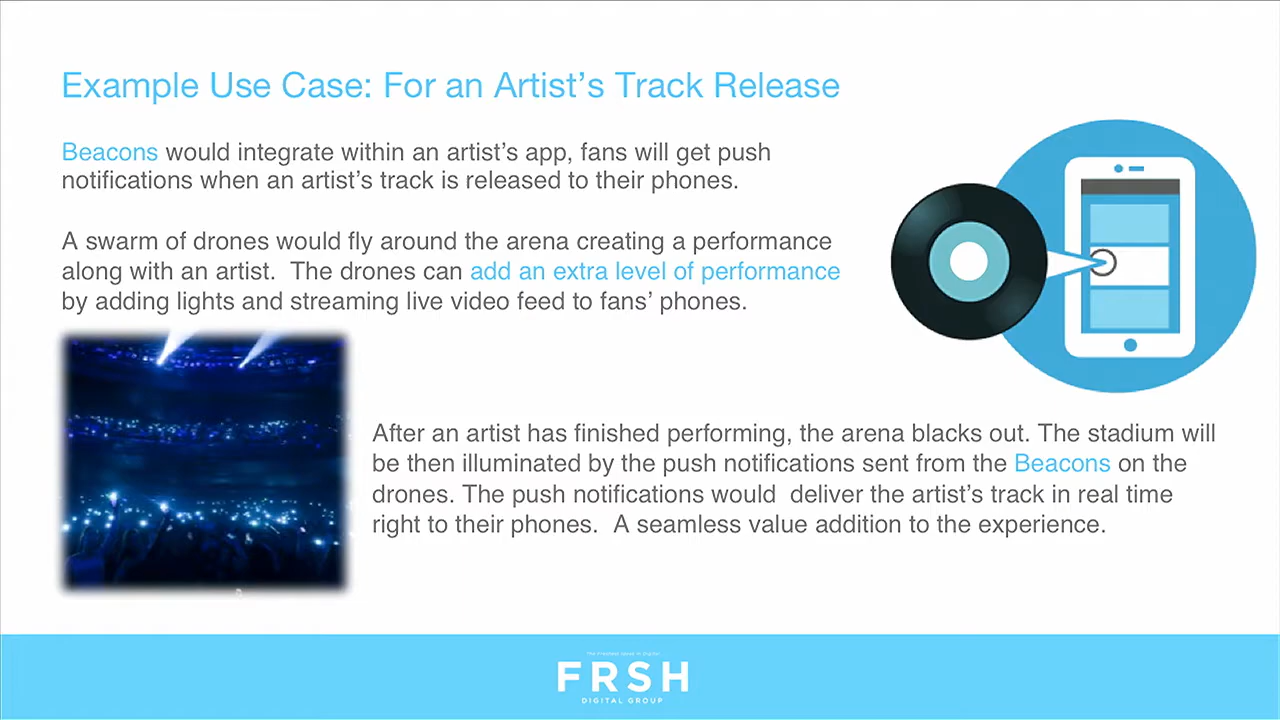 Example Use Case: For an Artist’s Track Release
Beacons would integrate within an artist’s app, fans will get push
notifications when an artist’s track is released to their phones.
A swarm of drones would fly around the arena creating a performance
along with an artist.  The drones can add an extra level of performance
by adding lights and streaming live video feed to fans’ phones.
After an artist has finished performing, the arena blacks out. The stadium will
be then illuminated by the push notifications sent from the Beacons on the
drones. The push notifications would  deliver the artist’s track in real time
right to their phones.  A seamless value addition to the experience.
The Freshest Ideas in Digital
FRSH
DIGITAL GROUP